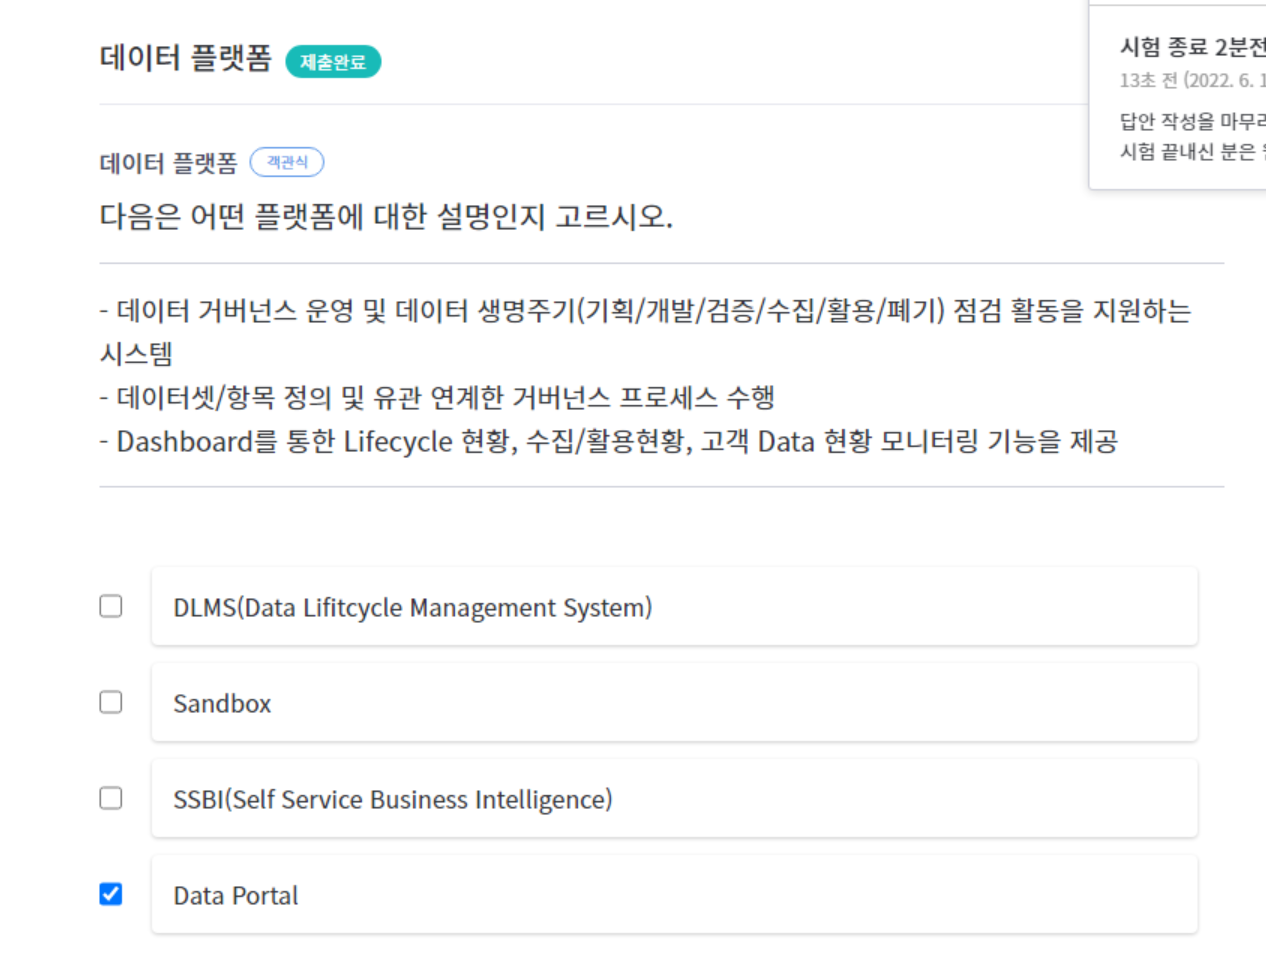 데이터 플랫폼 제출완료
시험 종료 2분전
13초 전 (2022. 6. 1
답안 작성을 마무리
시험 끝내신 분은
데이터 플랫폼 객관식
다음은 어떤 플랫폼에 대한 설명인지 고르시오.
- 데이터 거버넌스 운영 및 데이터 생명주기(기획/개발/검증/수집/활용/폐기) 점검 활동을 지원하는
시스템
- 데이터셋/항목 정의 및 유관 연계한 거버넌스 프로세스 수행
- Dashboard를 통한 Lifecycle 현황, 수집/활용현황, 고객 Data 현황 모니터링 기능을 제공
DLMS(Data Lifitcycle Management System)
Sandbox
SSBI(Self Service Business Intelligence)
Data Portal